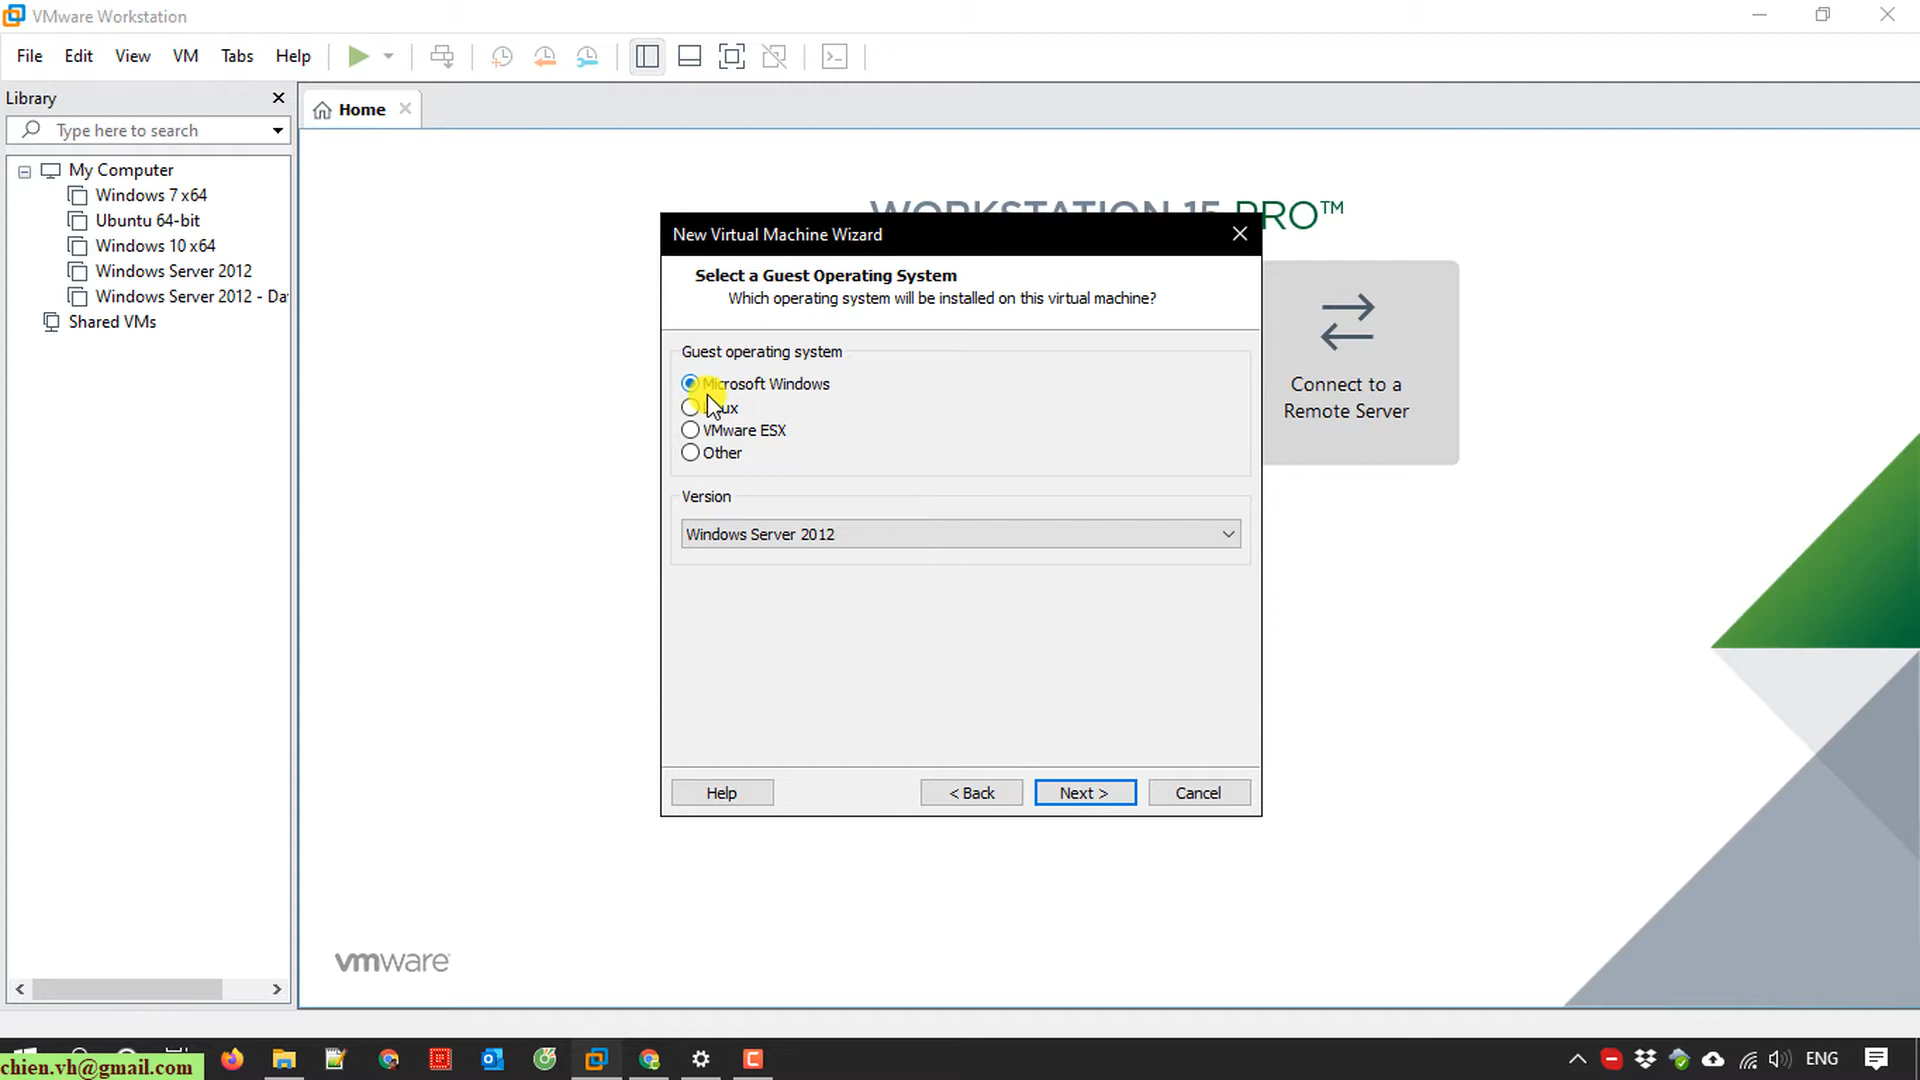 VMware Workstation
File Edit View VM Tabs Help
Library
Home
Type here to search
My Computer
Windows 7 x64
Ubuntu 64-bit
Windows 10 x64
Windows Server 2012
Windows Server 2012 - Da
Shared VMs
WORKSTATION 15 PRO™
New Virtual Machine Wizard
Select a Guest Operating System
Which operating system will be installed on this virtual machine?
Guest operating system
Microsoft Windows
Linux
VMware ESX
Other
Version
Windows Server 2012
Help < Back Next > Cancel
Connect to a
Remote Server
vmware
chien.vh@gmail.com
ENG